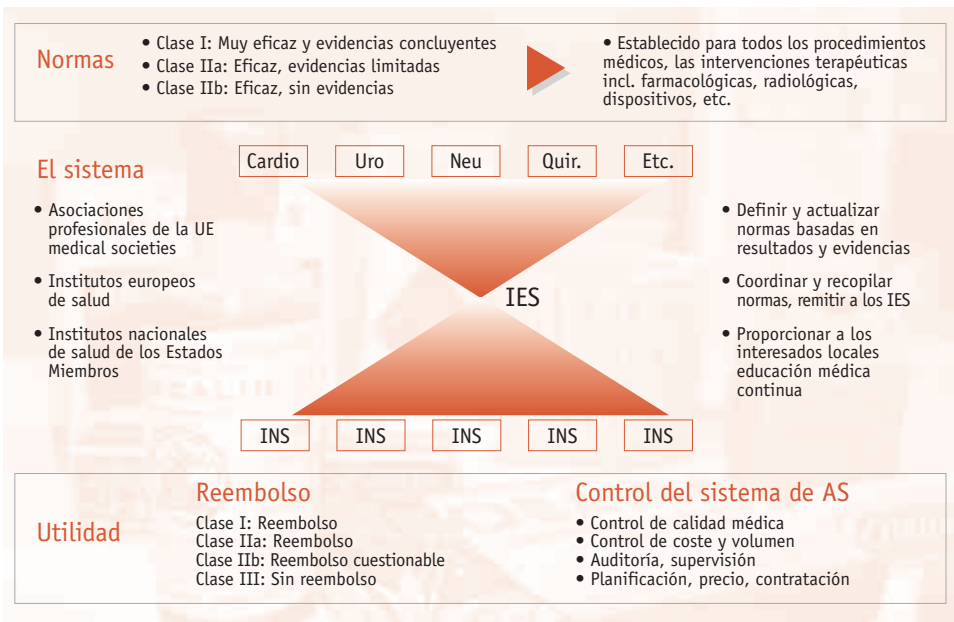 Normas
• Clase I: Muy eficaz y evidencias concluyentes
• Clase IIa: Eficaz, evidencias limitadas
• Clase IIb: Eficaz, sin evidencias
• Establecido para todos los procedimientos
médicos, las intervenciones terapéuticas
incl. farmacológicas, radiológicas,
dispositivos, etc.
El sistema
Cardio
Uro
Neu
Quir.
Etc.
• Asociaciones
profesionales de la UE
medical societies
• Institutos europeos
de salud
• Institutos nacionales
de salud de los Estados
Miembros
IES
• Definir y actualizar
normas basadas en
resultados y evidencias
• Coordinar y recopilar
normas, remitir a los IES
• Proporcionar a los
interesados locales
educación médica
continua
INS
INS
INS
INS
INS
Utilidad
Reembolso
Clase I: Reembolso
Clase IIa: Reembolso
Clase IIb: Reembolso cuestionable
Clase III: Sin reembolso
Control del sistema de AS
• Control de calidad médica
• Control de coste y volumen
• Auditoría, supervisión
• Planificación, precio, contratación